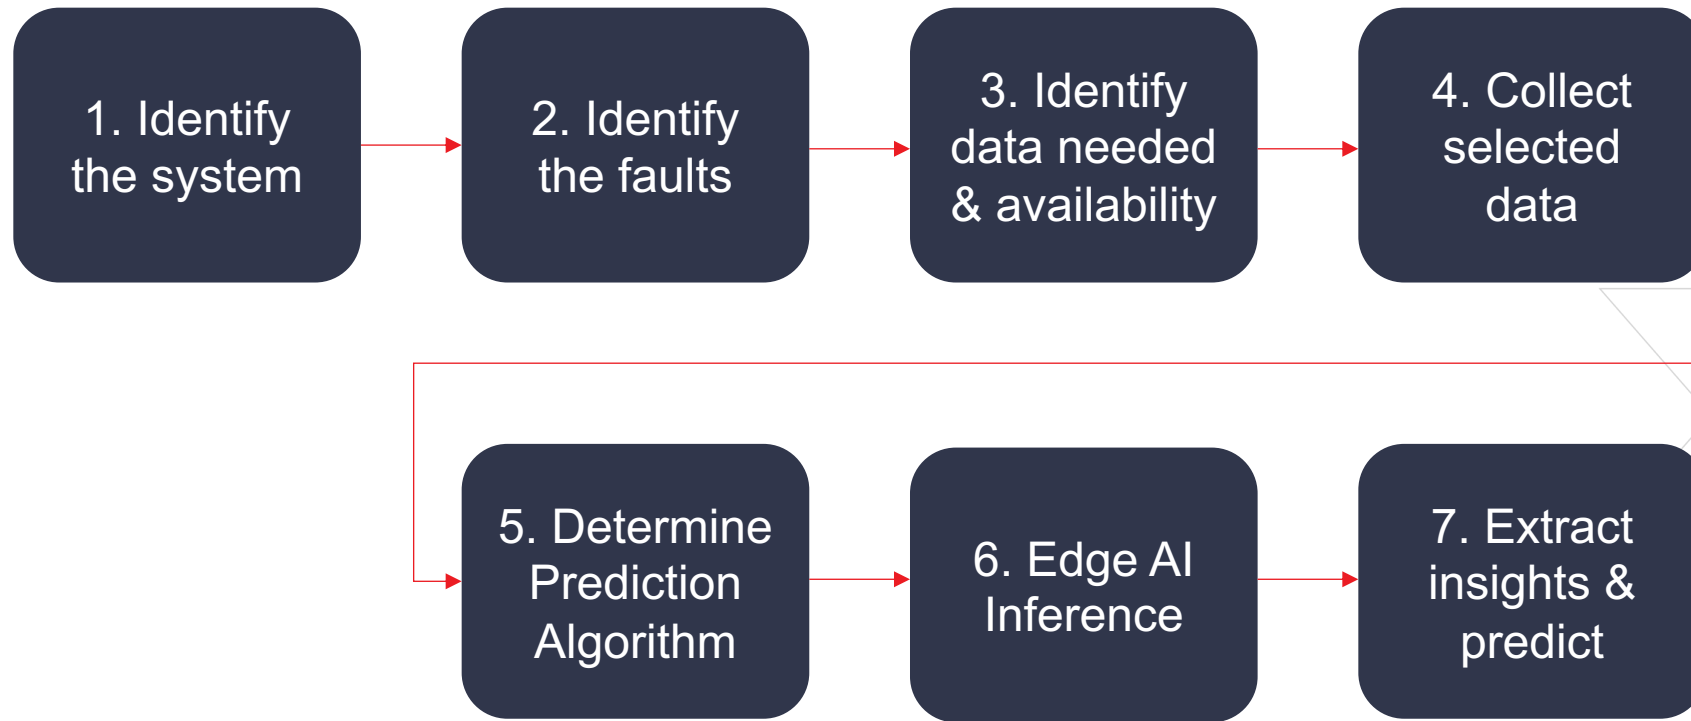 1. Identify
the system
2. Identify
the faults
3. Identify
data needed
& availability
4. Collect
selected
data
5. Determine
Prediction
Algorithm
6. Edge AI
Inference
7. Extract
insights &
predict